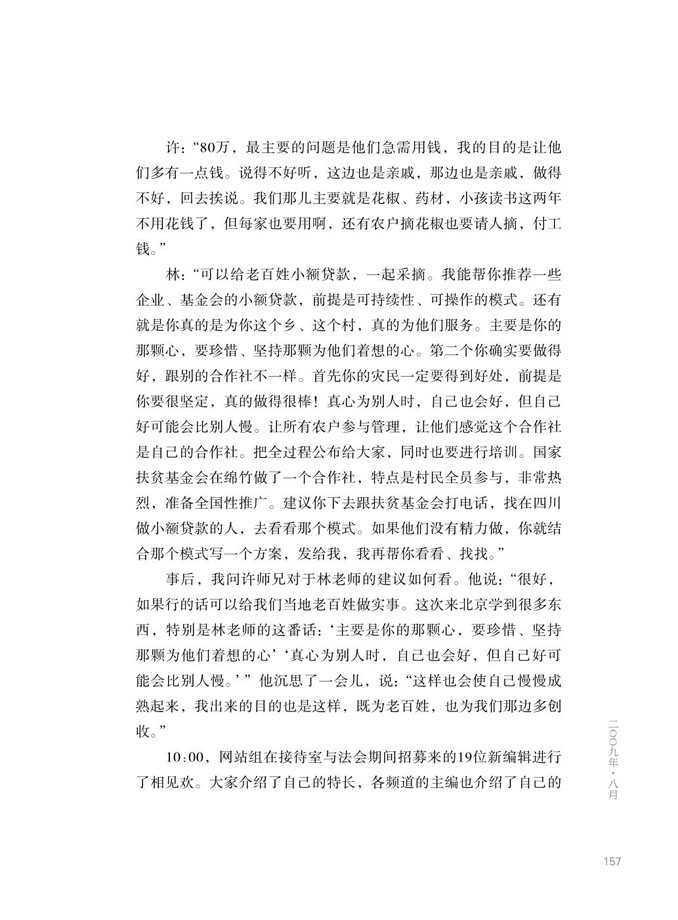 许：“80万，最主要的问题是他们急需用钱，我的目的是让他
们多有一点钱。说得不好听，这边也是亲戚，那边也是亲戚，做得
不好，回去挨说。我们那儿主要就是花椒、药材，小孩读书这两年
不用花钱了，但每家也要用啊，还有农户摘花椒也要请人摘，付工
钱。”
林：“可以给老百姓小额贷款，一起采摘。我能帮你推荐一些
企业、基金会的小额贷款，前提是可持续性、可操作的模式。还有
就是你真的是为你这个乡、这个村，真的为他们服务。主要是你的
那颗心，要珍惜、坚持那颗为他们着想的心。第二个你确实要做得
好，跟别的合作社不一样。首先你的灾民一定要得到好处，前提是
你要很坚定，真的做得很棒！真心为别人时，自己也会好，但自己
好可能会比别人慢。让所有农户参与管理，让他们感觉这个合作社
是自己的合作社。把全过程公布给大家，同时也要进行培训。国家
扶贫基金会在绵竹做了一个合作社，特点是村民全员参与，非常热
烈，准备全国性推广。建议你下去跟扶贫基金会打电话，找在四川
做小额贷款的人，去看看那个模式。如果他们没有精力做，你就结
合那个模式写一个方案，发给我，我再帮你看看、找找。”
事后，我问许师兄对于林老师的建议如何看。他说：“很好，
如果行的话可以给我们当地老百姓做实事。这次来北京学到很多东
西，特别是林老师的这番话：‘主要是你的那颗心，要珍惜、坚持
那颗为他们着想的心’‘真心为别人时，自己也会好，但自己好可
能会比别人慢。’”他沉思了一会儿，说：“这样也会使自己慢慢成
熟起来，我出来的目的也是这样，既为老百姓，也为我们那边多创
收。”
10:00，网站组在接待室与法会期间招募来的19位新编辑进行
了相见欢。大家介绍了自己的特长，各频道的主编也介绍了自己的
二〇〇九年·八月
157